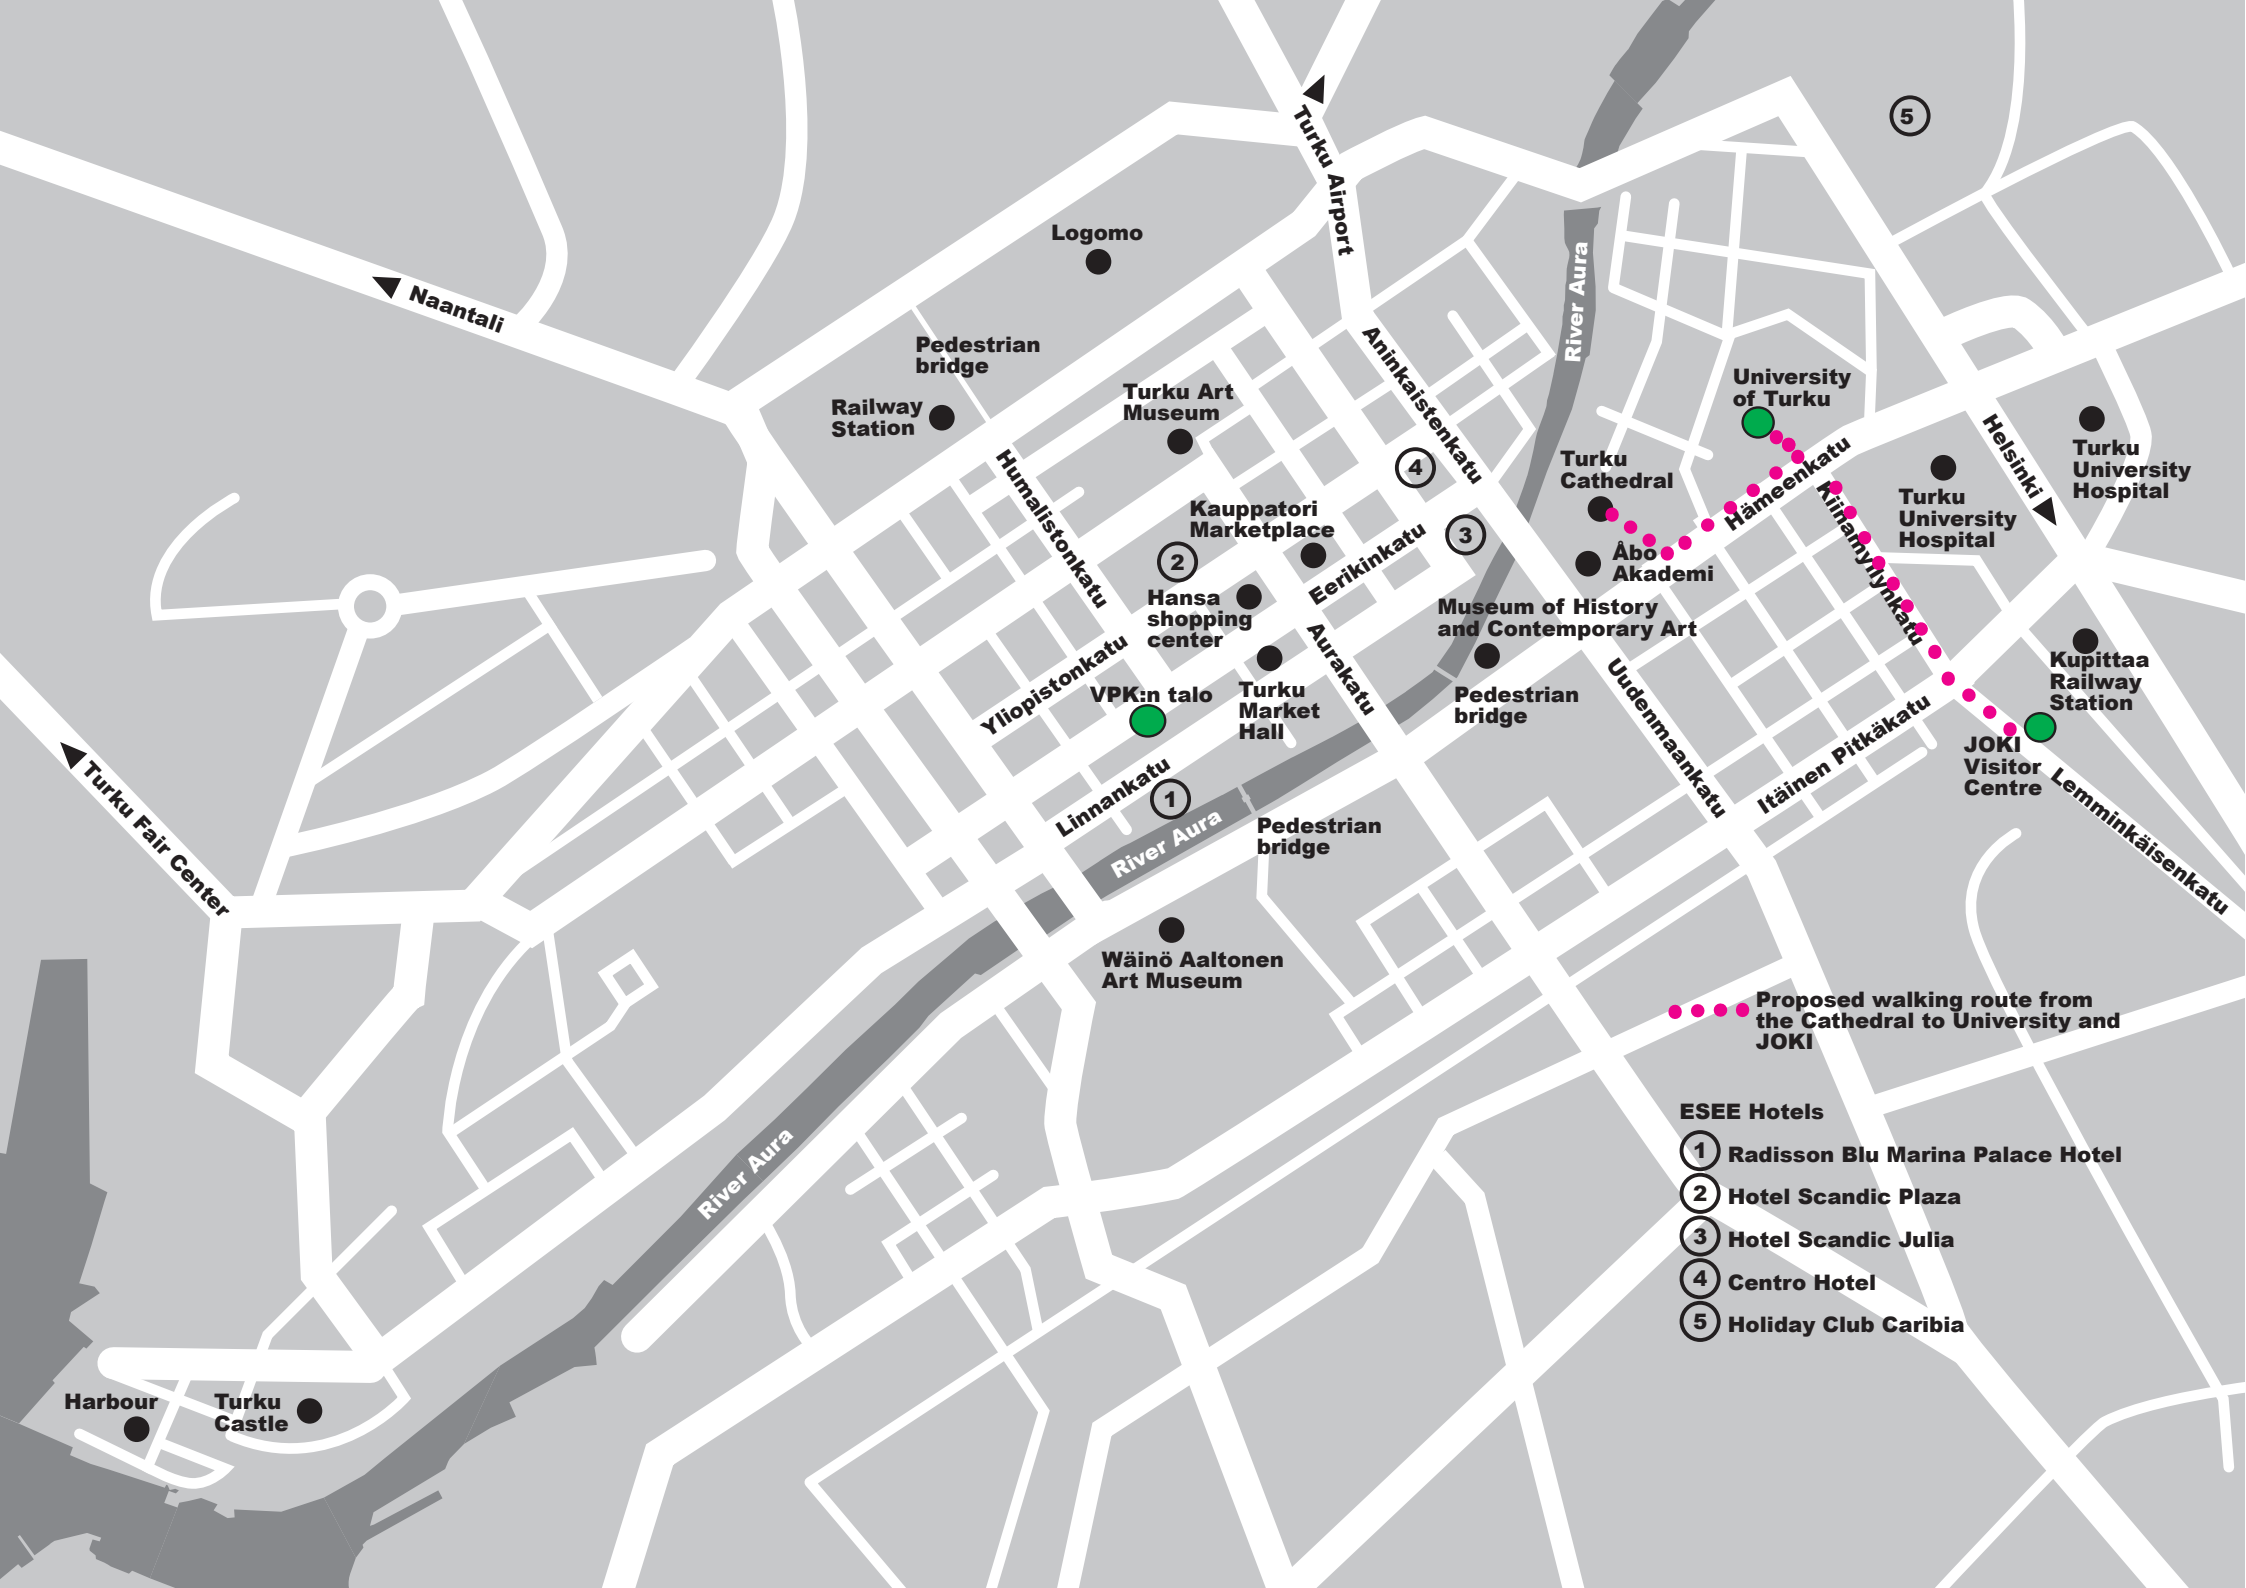 Turku Airport
5
Logomo
River Aura
Naantali
Pedestrian
bridge
Aninkaistenkatu
University
of Turku
Turku Art
Museum
Railway
Station
Helsinki
Turku
University
Hospital
Humalistonkatu
4
Turku
Cathedral
Hämeenkatu
Kiinamyllynkatu
Turku
University
Hospital
Kauppatori
Marketplace
3
Eerikinkatu
2
Åbo
Akademi
Hansa
shopping
center
Museum of History
and Contemporary Art
Aurakatu
Yliopistonkatu
VPK:n talo
Turku
Market
Hall
Pedestrian
bridge
Uudenmaankatu
Kupittaa
Railway
Station
Itäinen Pitkäkatu
JOKI
Visitor
Centre
Lemminkäisenkatu
Turku Fair Center
Linnankatu
1
River Aura
Pedestrian
bridge
Wäinö Aaltonen
Art Museum
Proposed walking route from
the Cathedral to University and
JOKI
River Aura
ESEE Hotels
1 Radisson Blu Marina Palace Hotel
2 Hotel Scandic Plaza
3 Hotel Scandic Julia
4 Centro Hotel
5 Holiday Club Caribia
Harbour
Turku
Castle